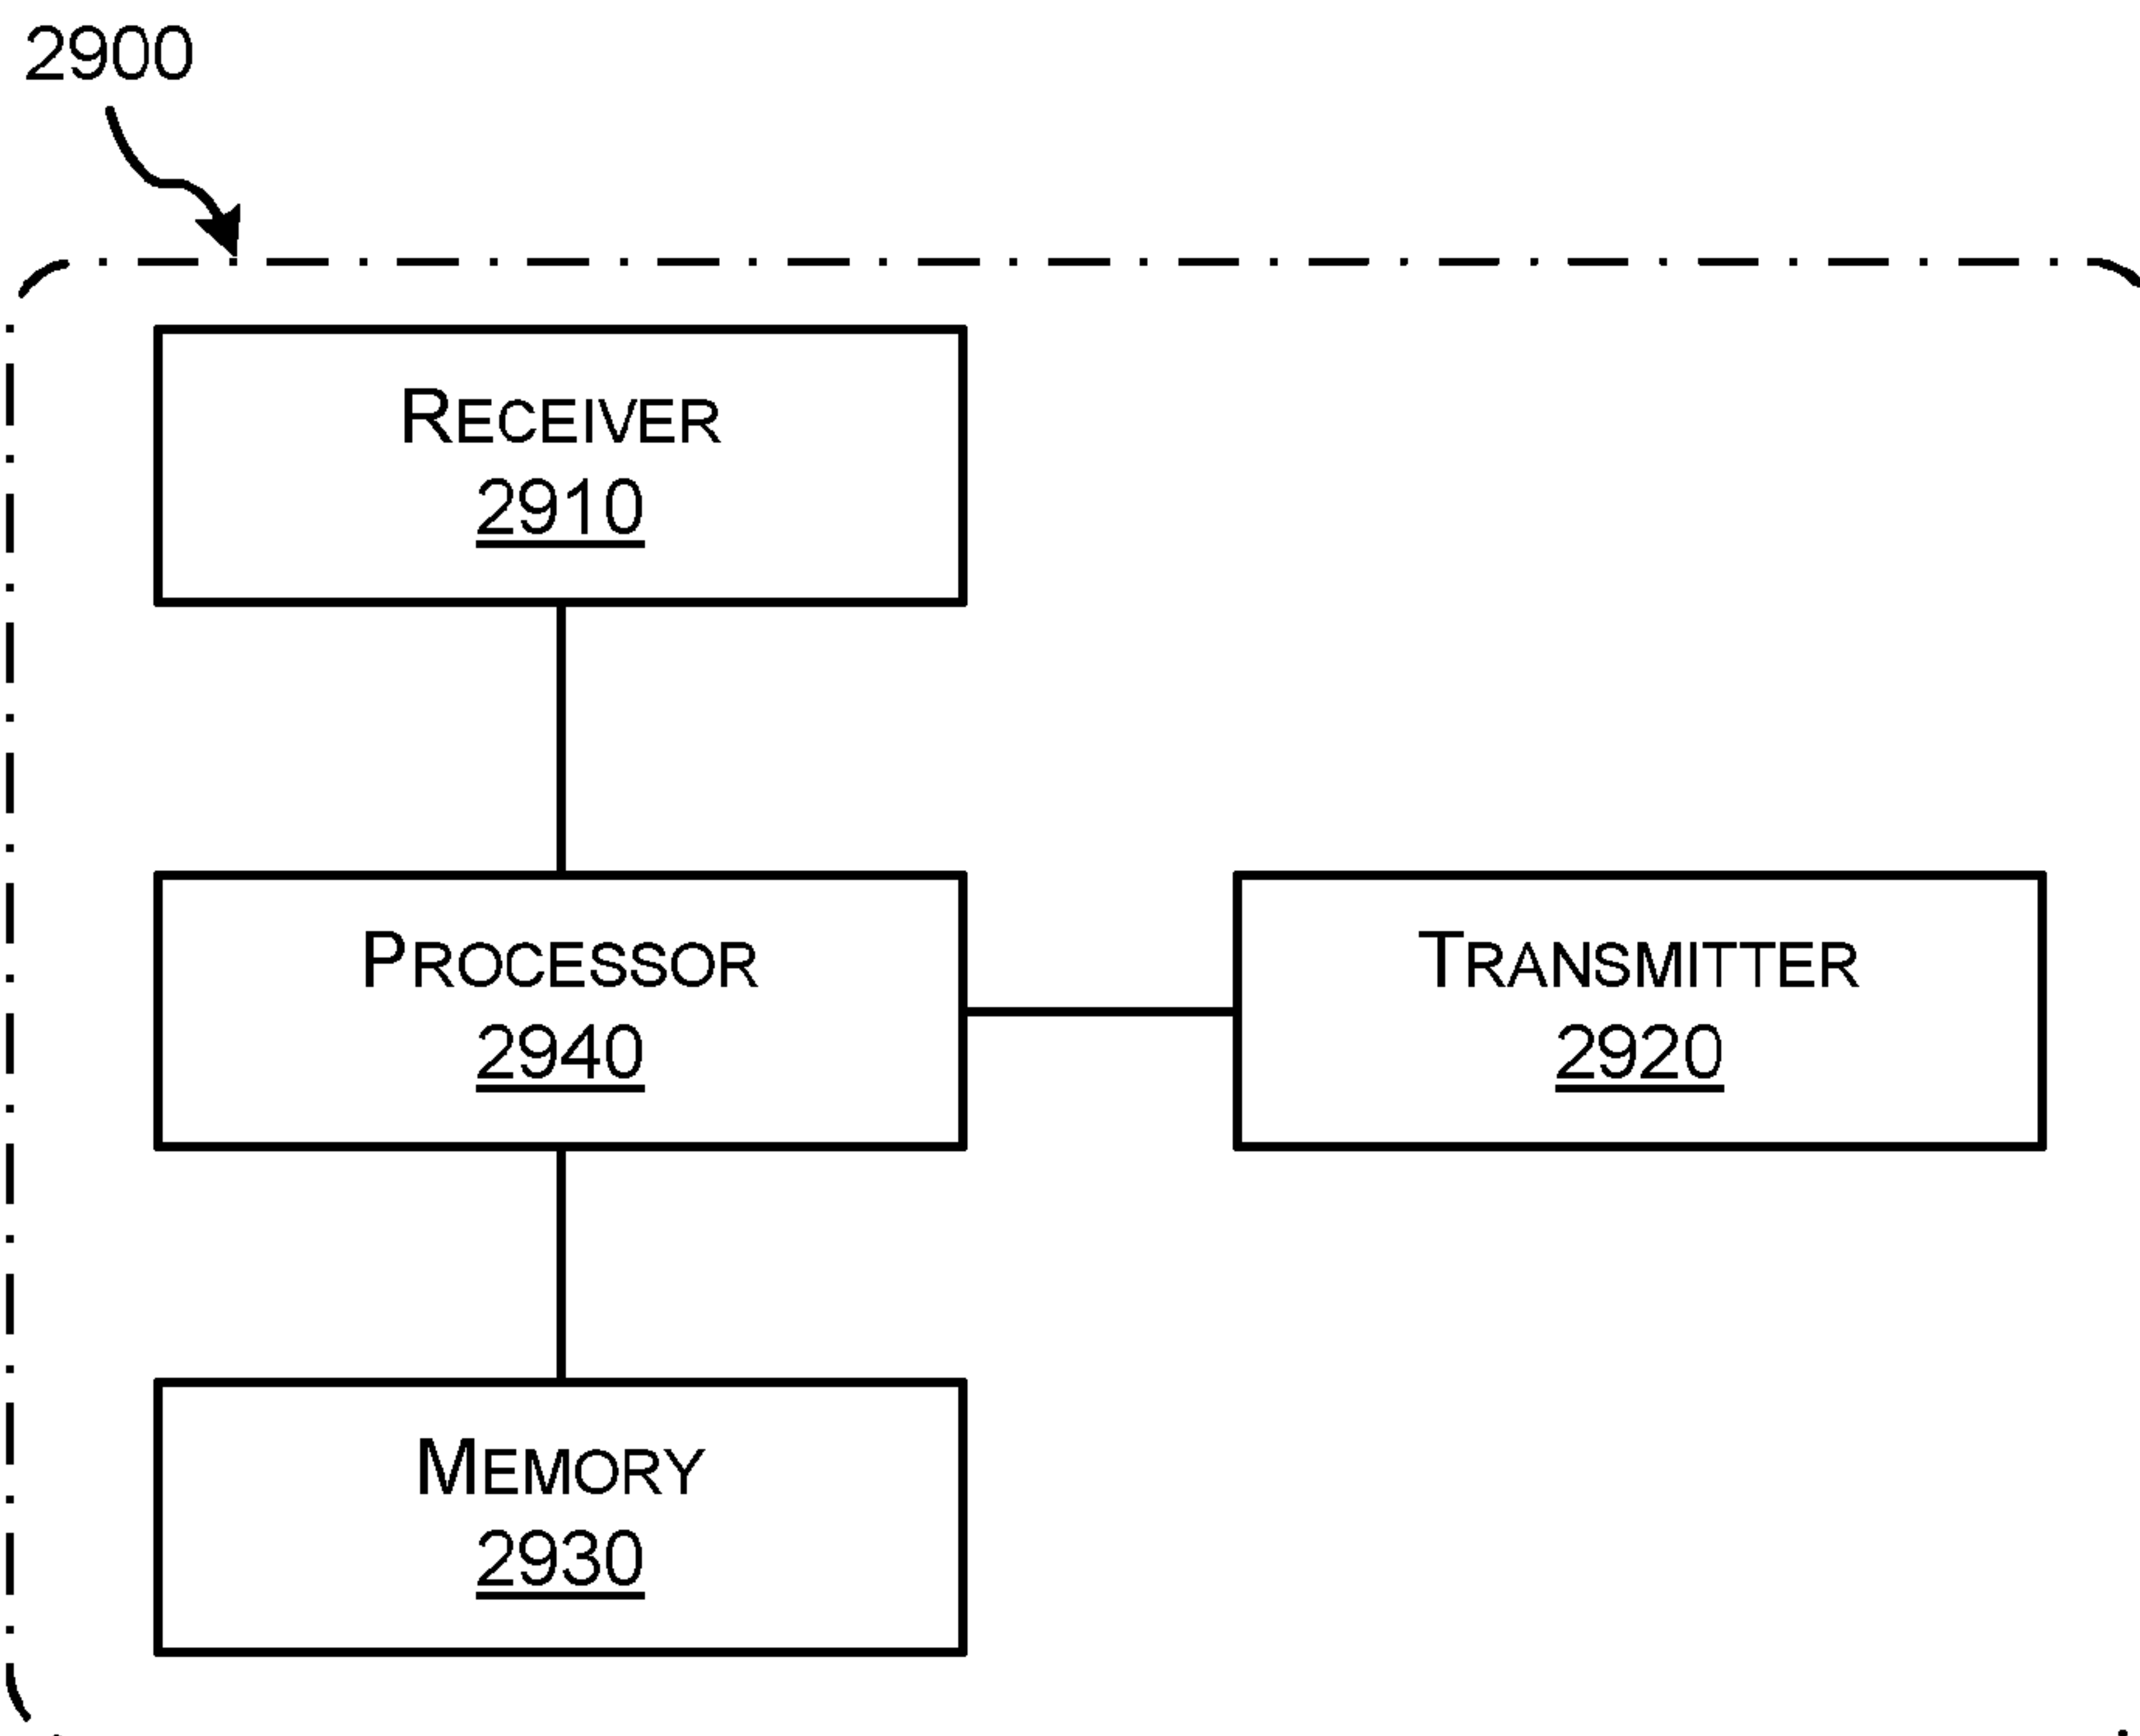 2900
RECEIVER
2910
PROCESSOR
2940
TRANSMITTER
2920
MEMORY
2930